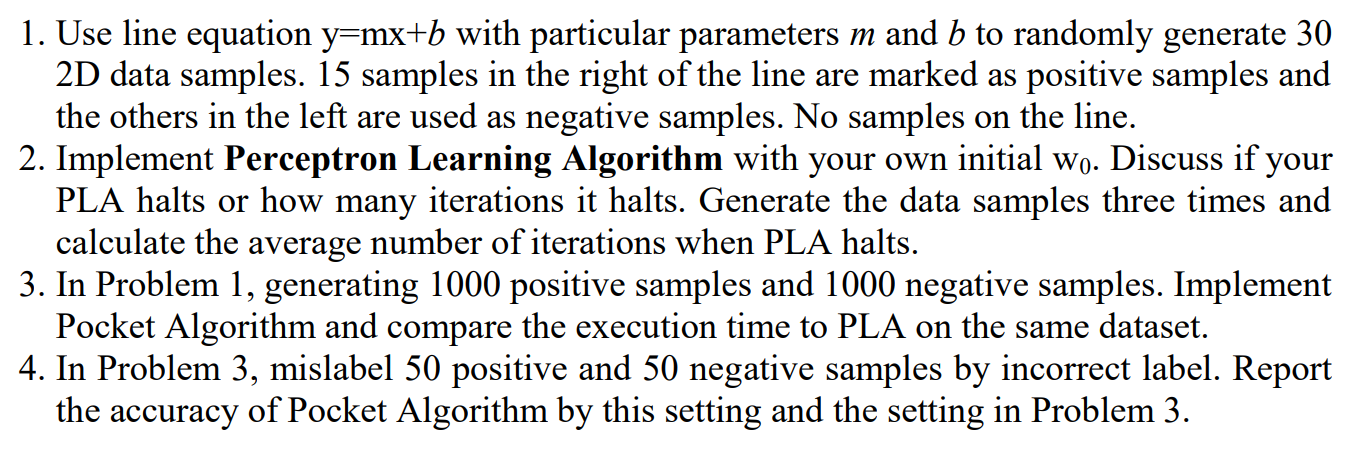 1. Use line equation y=mx+b with particular parameters m and b to randomly generate 30
2D data samples. 15 samples in the right of the line are marked as positive samples and
the others in the left are used as negative samples. No samples on the line.
2. Implement Perceptron Learning Algorithm with your own initial w₀. Discuss if your
PLA halts or how many iterations it halts. Generate the data samples three times and
calculate the average number of iterations when PLA halts.
3. In Problem 1, generating 1000 positive samples and 1000 negative samples. Implement
Pocket Algorithm and compare the execution time to PLA on the same dataset.
4. In Problem 3, mislabel 50 positive and 50 negative samples by incorrect label. Report
the accuracy of Pocket Algorithm by this setting and the setting in Problem 3.